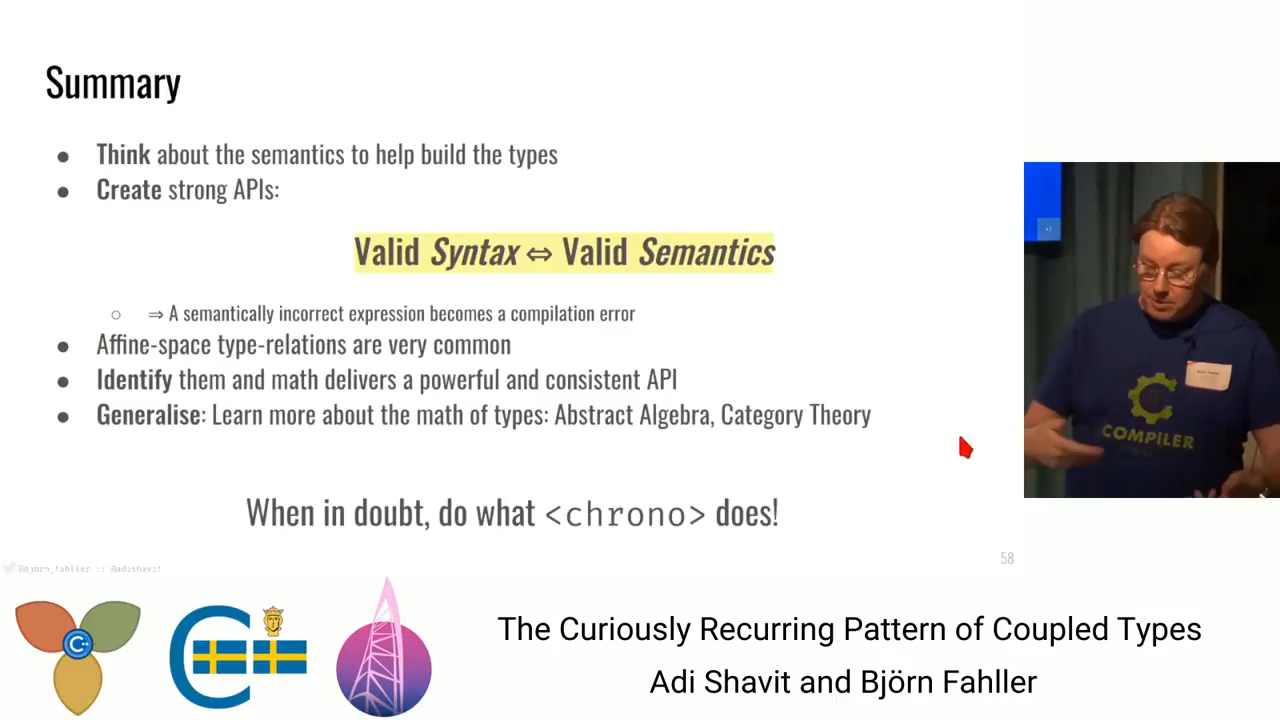 Summary
● Think about the semantics to help build the types
● Create strong APIs:
Valid Syntax ⇔ Valid Semantics
○ ⇒ A semantically incorrect expression becomes a compilation error
● Affine-space type-relations are very common
● Identify them and math delivers a powerful and consistent API
● Generalise: Learn more about the math of types: Abstract Algebra, Category Theory
When in doubt, do what <chrono> does!
58
@bjorn_fahller :: @adishavit
COMPILER
C++
The Curiously Recurring Pattern of Coupled Types
Adi Shavit and Björn Fahller